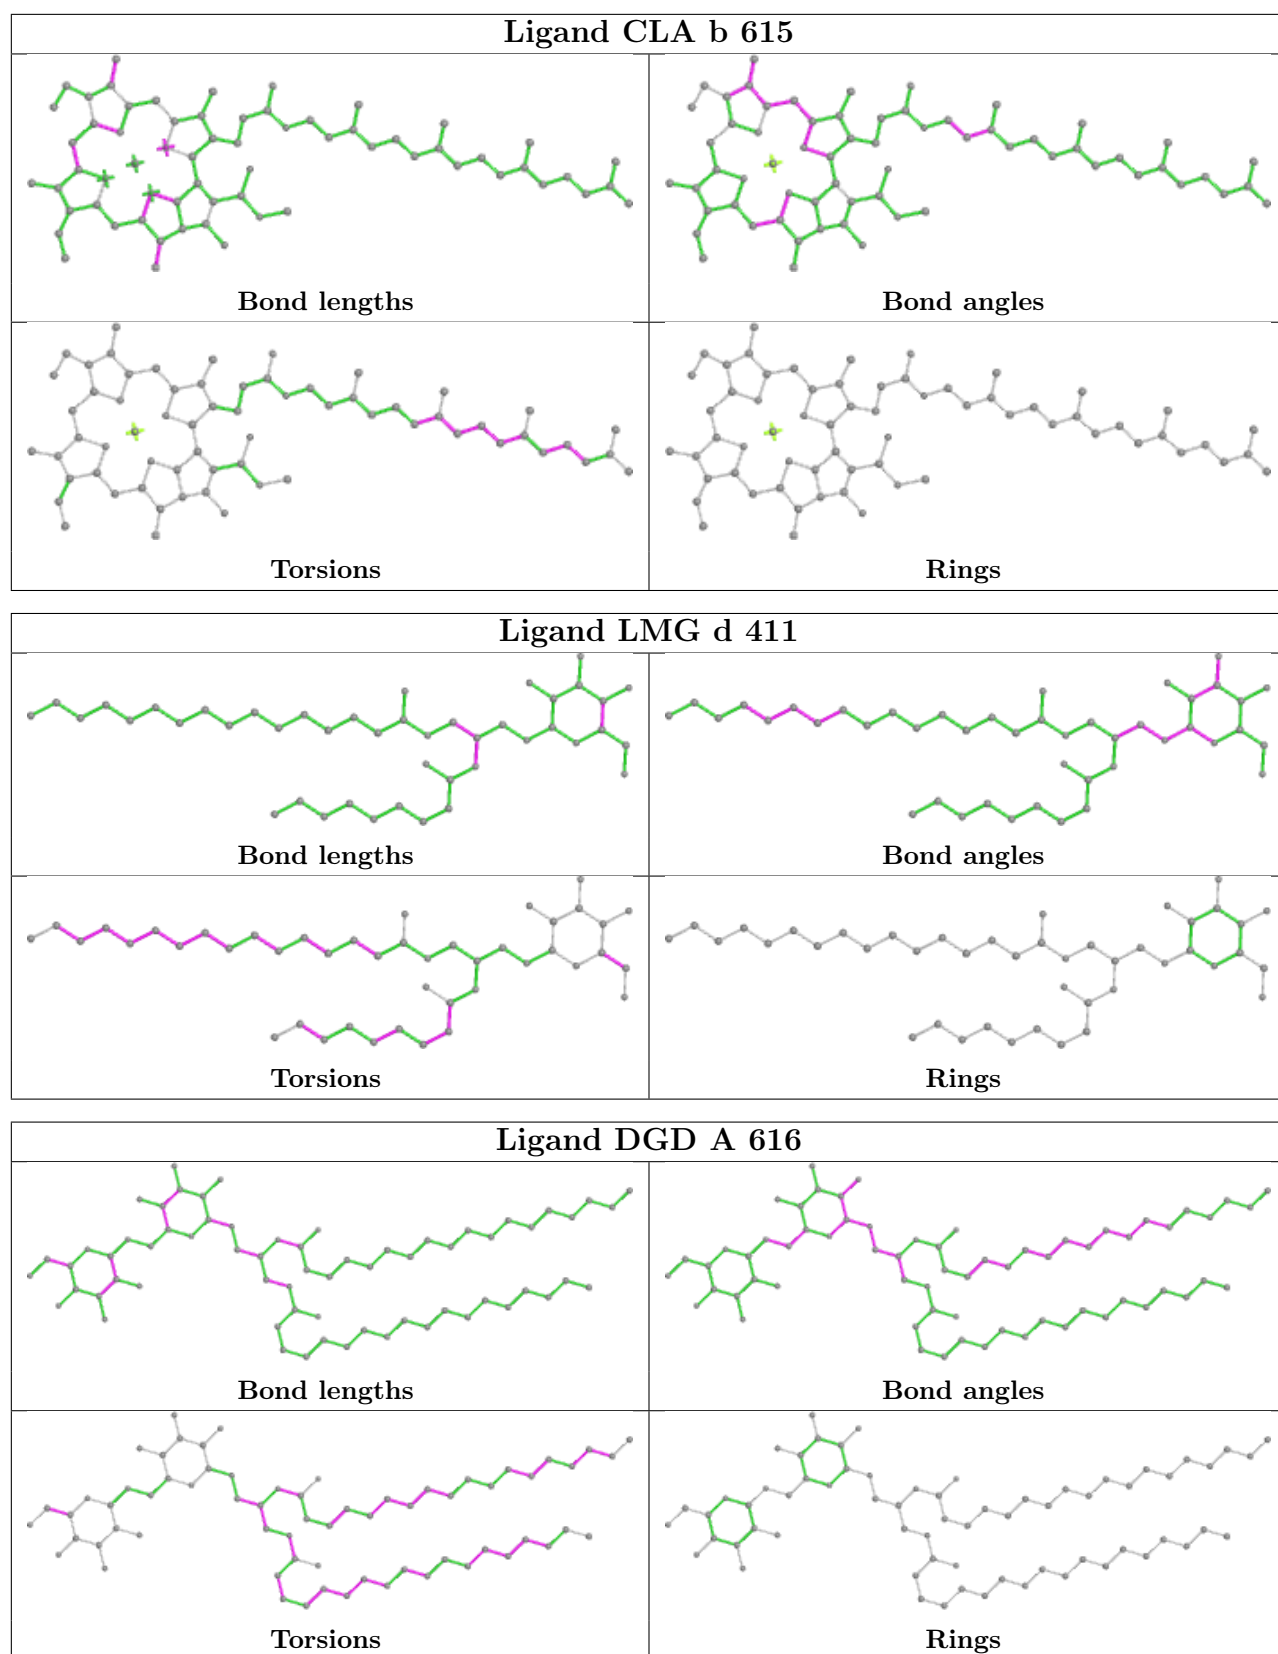 Ligand CLA b 615
Bond lengths
Bond angles
Torsions
Rings
Ligand LMG d 411
Bond lengths
Bond angles
Torsions
Rings
Ligand DGD A 616
Bond lengths
Bond angles
Torsions
Rings